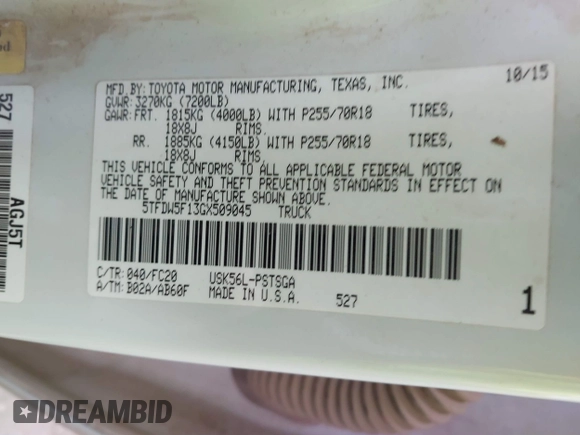 MFD. BY: TOYOTA MOTOR MANUFACTURING, TEXAS, INC. 10/15
GVWR: 3270KG (7200LB)
GAWR: FRT. 1815KG (4000LB) WITH P255/70R18 TIRES,
18X8J RIMS.
RR. 1885KG (4150LB) WITH P255/70R18 TIRES,
18X8J RIMS.
THIS VEHICLE CONFORMS TO ALL APPLICABLE FEDERAL MOTOR
VEHICLE SAFETY AND THEFT PREVENTION STANDARDS IN EFFECT ON
THE DATE OF MANUFACTURE SHOWN ABOVE.
5TFDW5F13GX509045 TRUCK
C/TR: 040/FC20 USK56L-PSTSGA
A/TM: B02A/AB60F MADE IN U.S.A. 527
1
527
AGJ5T
DREAMBID